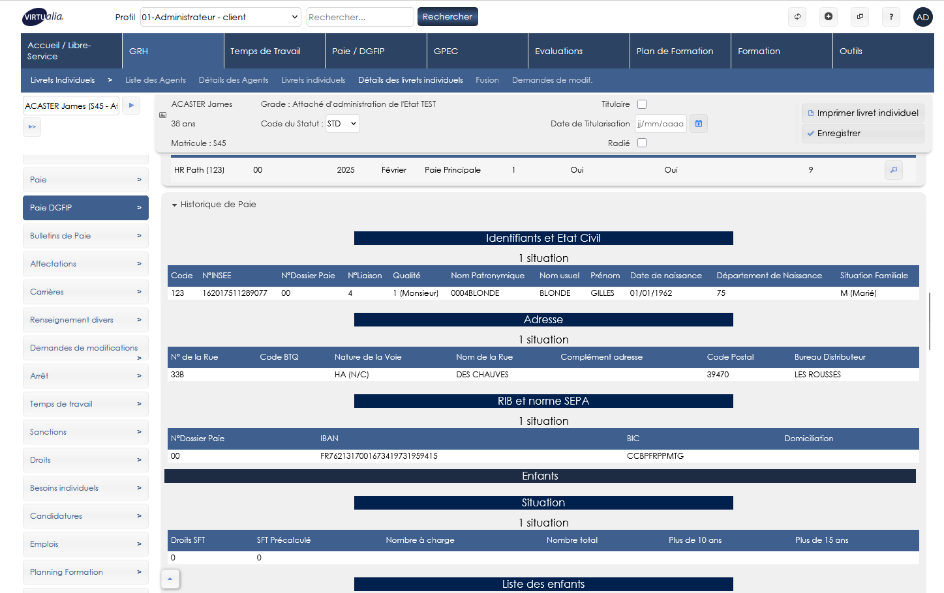 VIRTUalia. Profil 01-Administrateur - client Rechercher... Rechercher ? AD
Accueil / Libre-Service GRH Temps de Travail Paie / DGFIP GPEC Evaluations Plan de Formation Formation Outils
Livrets Individuels > Liste des Agents Détails des Agents Livrets individuels Détails des livrets individuels Fusion Demandes de modif.
ACASTER James (S45 - A
ACASTER James Grade : Attaché d'administration de l'Etat TEST Titulaire
38 ans Code du Statut : STD Date de Titularisation jj/mm/aaaa
Matricule : S45 Radié
Imprimer livret individuel
Enregistrer
HR Path (123) 00 2025 Février Paie Principale 1 Oui Oui 9
Paie >
Paie DGFIP >
Bulletins de Paie >
Affectations >
Carrières >
Renseignement divers >
Demandes de modifications >
Arrêt >
Temps de travail >
Sanctions >
Droits >
Besoins individuels >
Candidatures >
Emplois >
Planning Formation >
Historique de Paie
Identifiants et Etat Civil
1 situation
Code N°INSEE N°Dossier Paie N°Liaison Qualité Nom Patronymique Nom usuel Prénom Date de naissance Département de Naissance Situation Familiale
123 162017511289077 00 4 1 (Monsieur) 0004BLONDE BLONDE GILLES 01/01/1962 75 M (Marié)
Adresse
1 situation
N° de la Rue Code BTQ Nature de la Voie Nom de la Rue Complément adresse Code Postal Bureau Distributeur
33B HA (N/C) DES CHAUVES 39470 LES ROUSSES
RIB et norme SEPA
1 situation
N°Dossier Paie IBAN BIC Domiciliation
00 FR7621317001673419731959415 CCBPFRPPMTG
Enfants
Situation
1 situation
Droits SFT SFT Précalculé Nombre à charge Nombre total Plus de 10 ans Plus de 15 ans
0 0
Liste des enfants